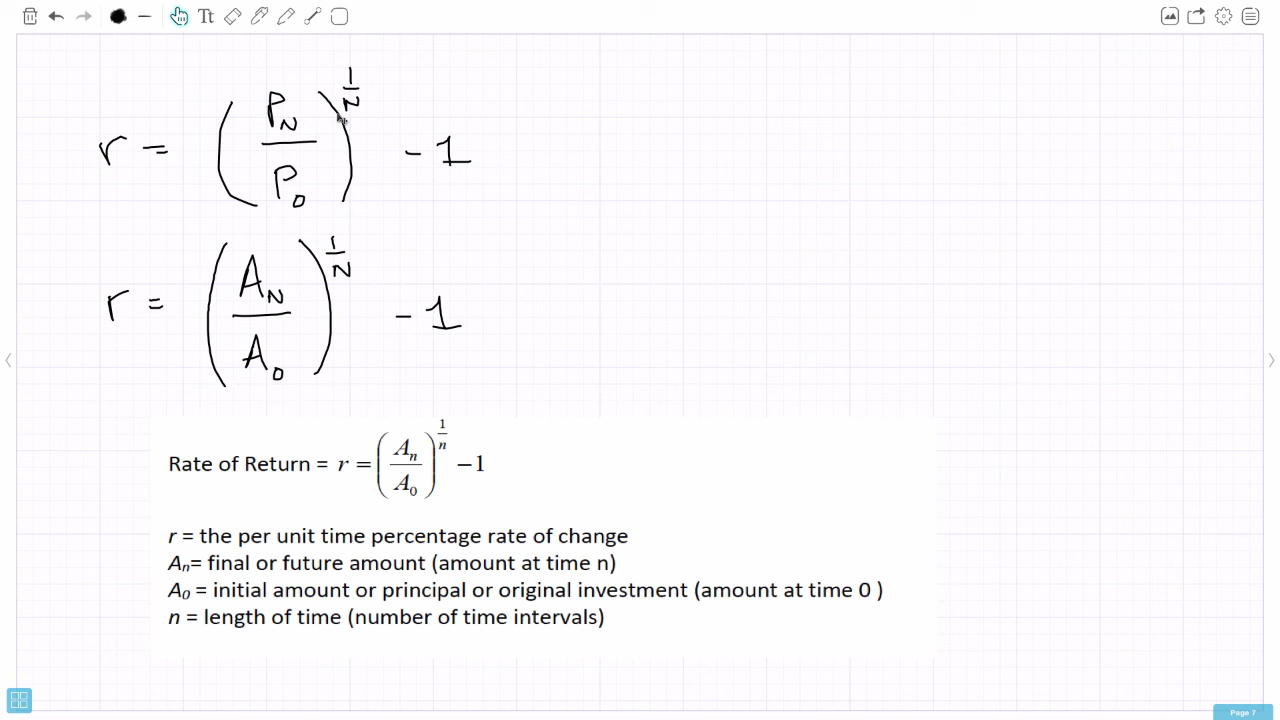 Tt
r = (P_N / P_0)^(1/N) - 1
r = (A_N / A_0)^(1/N) - 1
Rate of Return = r = (A_n / A_0)^(1/n) - 1
r = the per unit time percentage rate of change
A_n= final or future amount (amount at time n)
A_0 = initial amount or principal or original investment (amount at time 0 )
n = length of time (number of time intervals)
Page 7